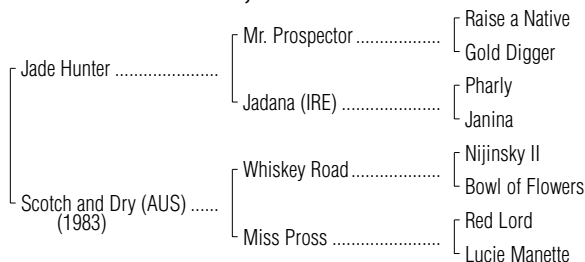 Raise a Native
Mr. Prospector ..................
Gold Digger
Jade Hunter ......................
Pharly
Jadana (IRE) .....................
Janina
Nijinsky II
Whiskey Road...................
Bowl of Flowers
Scotch and Dry (AUS) ......
(1983)
Red Lord
Miss Pross .......................
Lucie Manette